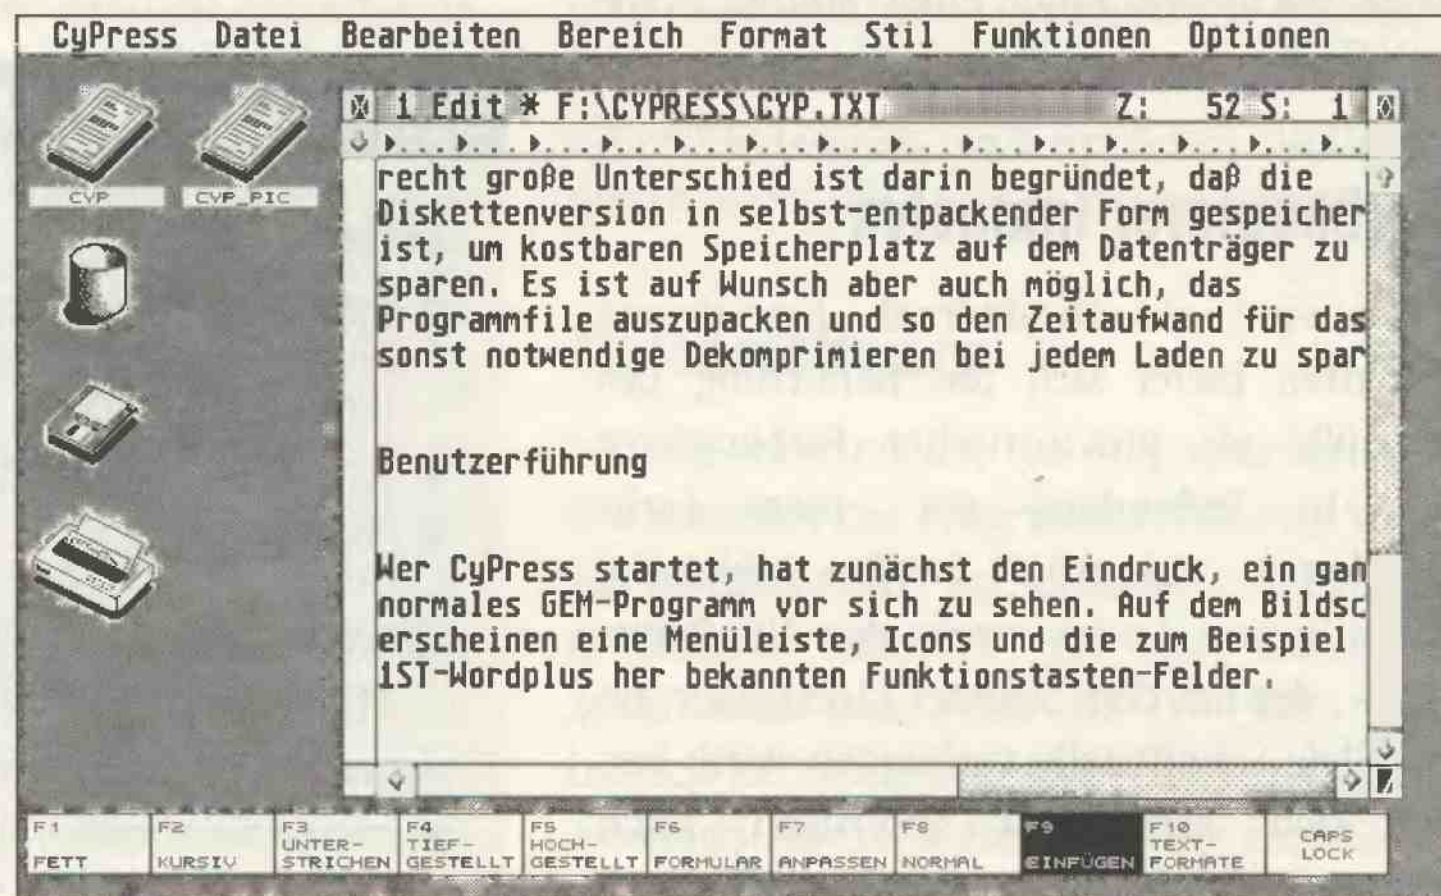 CyPress Datei Bearbeiten Bereich Format Stil Funktionen Optionen
1 Edit * F:\CYPRESS\CYP.TXT Z: 52 S: 1
CYP CYP_PIC
recht große Unterschied ist darin begründet, daß die
Diskettenversion in selbst-entpackender Form gespeicher
ist, um kostbaren Speicherplatz auf dem Datenträger zu
sparen. Es ist auf Wunsch aber auch möglich, das
Programmfile auszupacken und so den Zeitaufwand für das
sonst notwendige Dekomprimieren bei jedem Laden zu spar
Benutzerführung
Wer CyPress startet, hat zunächst den Eindruck, ein gan
normales GEM-Programm vor sich zu sehen. Auf dem Bildsc
erscheinen eine Menüleiste, Icons und die zum Beispiel
1ST-Wordplus her bekannten Funktionstasten-Felder.
F1 FETT
F2 KURSIV
F3 UNTER-
STRICHEN
F4 TIEF-
GESTELLT
F5 HOCH-
GESTELLT
F6 FORMULAR
F7 ANPASSEN
F8 NORMAL
F9 EINFÜGEN
F10 TEXT-
FORMATE
CAPS
LOCK